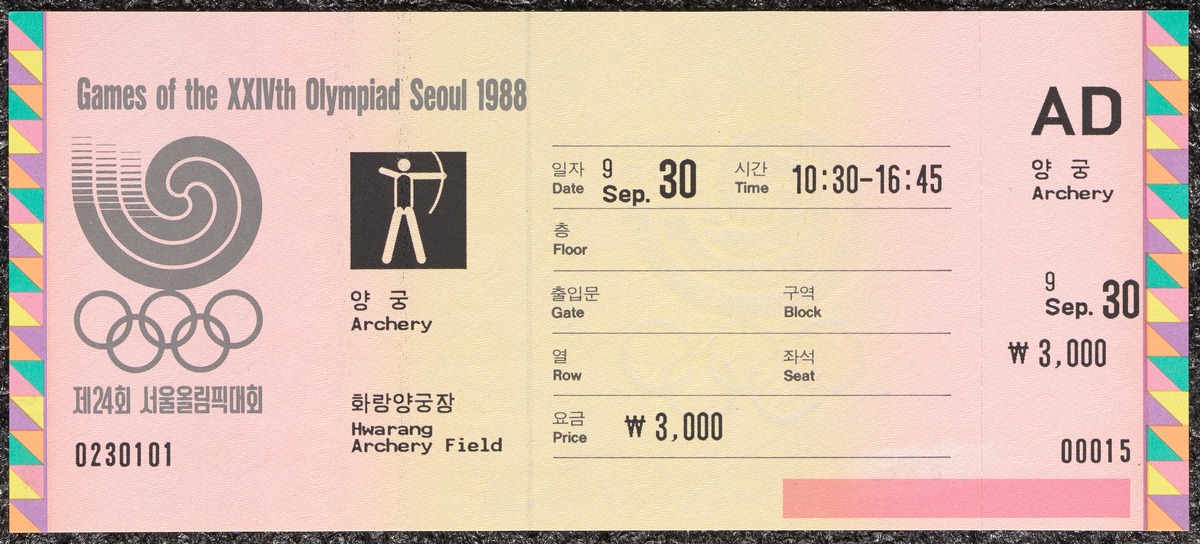 Games of the XXIVth Olympiad Seoul 1988
제24회 서울올림픽대회
0230101
양 궁
Archery
화랑양궁장
Hwarang
Archery Field
일자 9
Date Sep. 30
시간
Time 10:30-16:45
층
Floor
출입문
Gate
구역
Block
열
Row
좌석
Seat
요금
Price ₩ 3,000
AD
양 궁
Archery
9
Sep. 30
₩ 3,000
00015